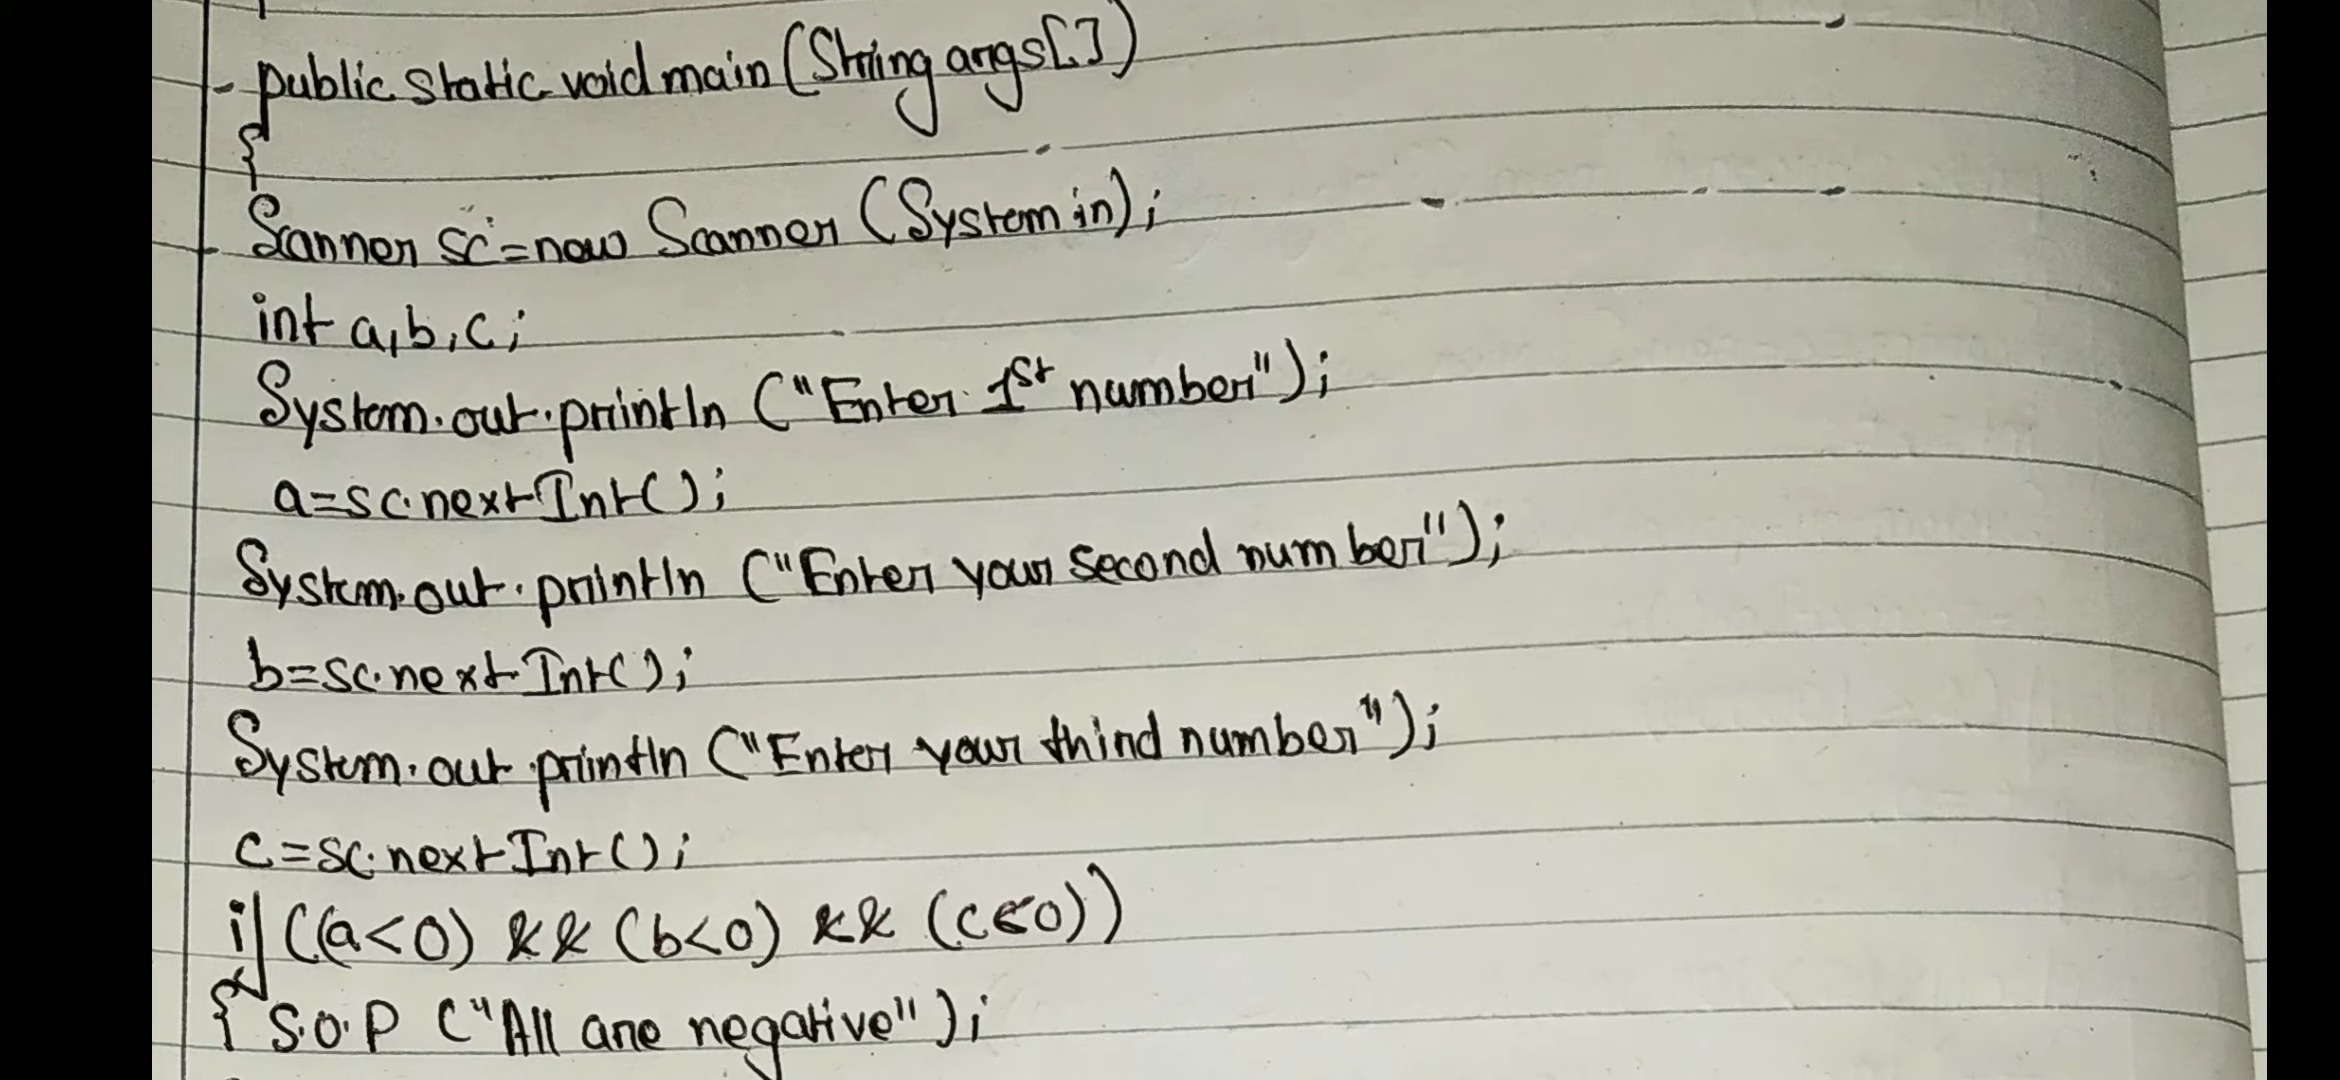 public static void main (String args[])
{
Scanner sc = new Scanner (System in);
int a, b, c;
System.out.println ("Enter 1st number");
a=sc.nextInt();
System.out.println ("Enter your second number");
b=sc.nextInt();
System.out.println ("Enter your third number");
c=sc.nextInt();
if ((a<0) && (b<0) && (c<0))
{ S.O.P ("All are negative");